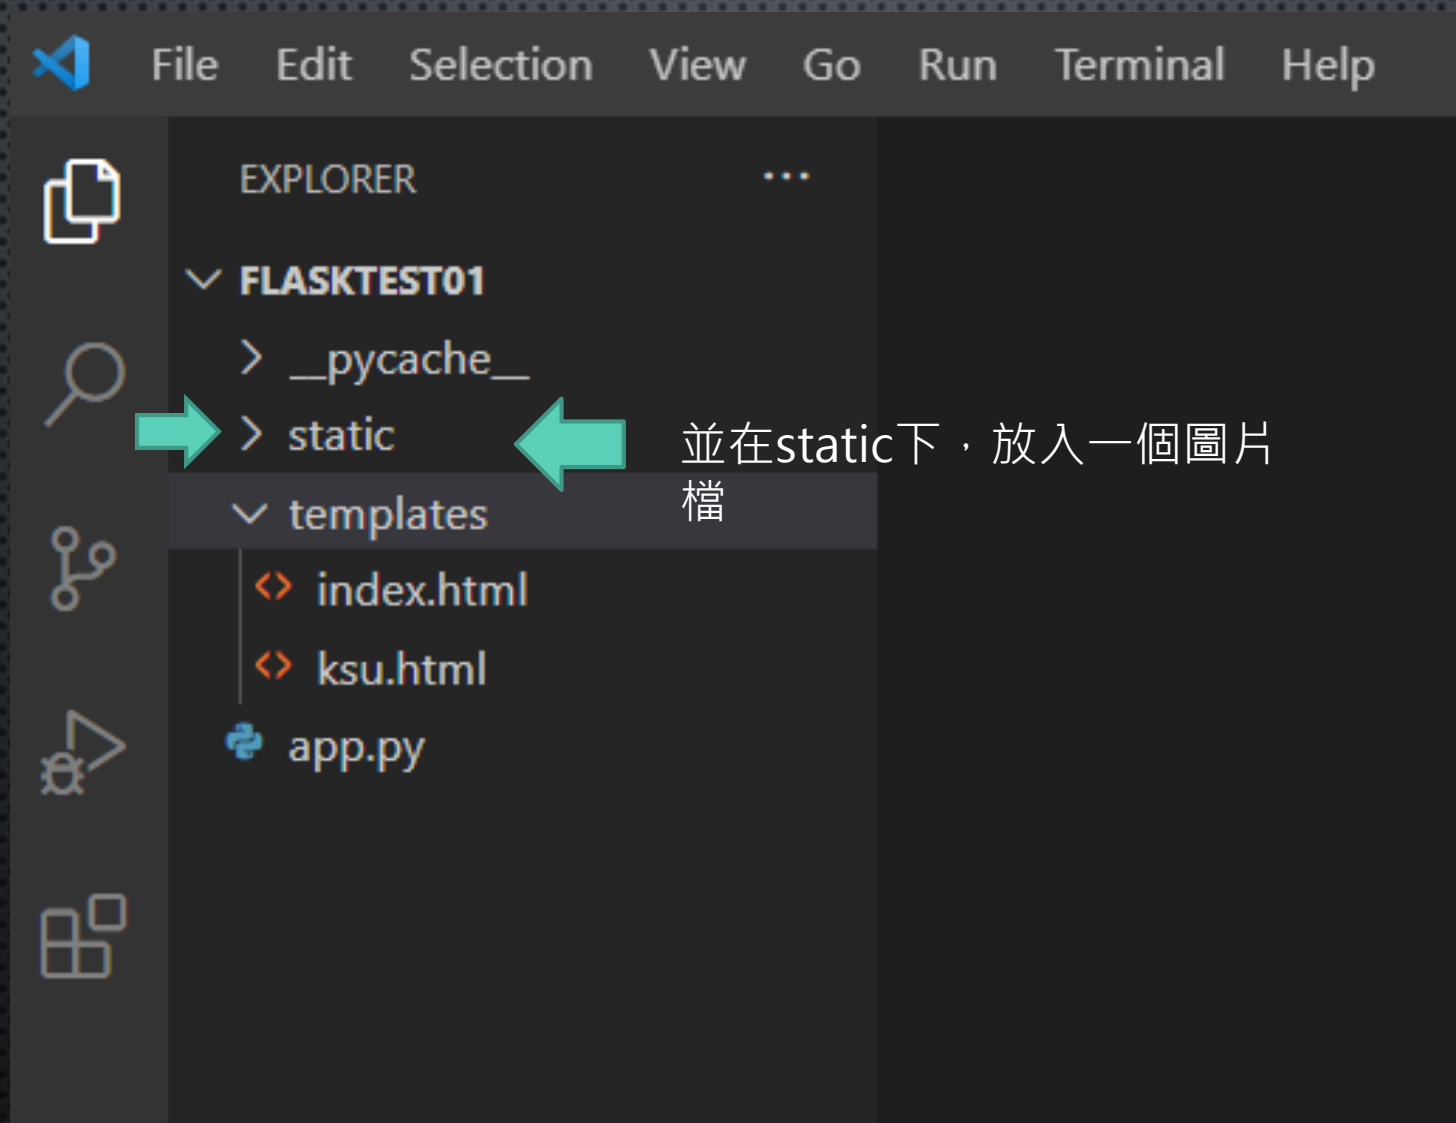 File Edit Selection View Go Run Terminal Help
EXPLORER ...
FLASKTEST01
__pycache__
static
並在static下，放入一個圖片
檔
templates
index.html
ksu.html
app.py